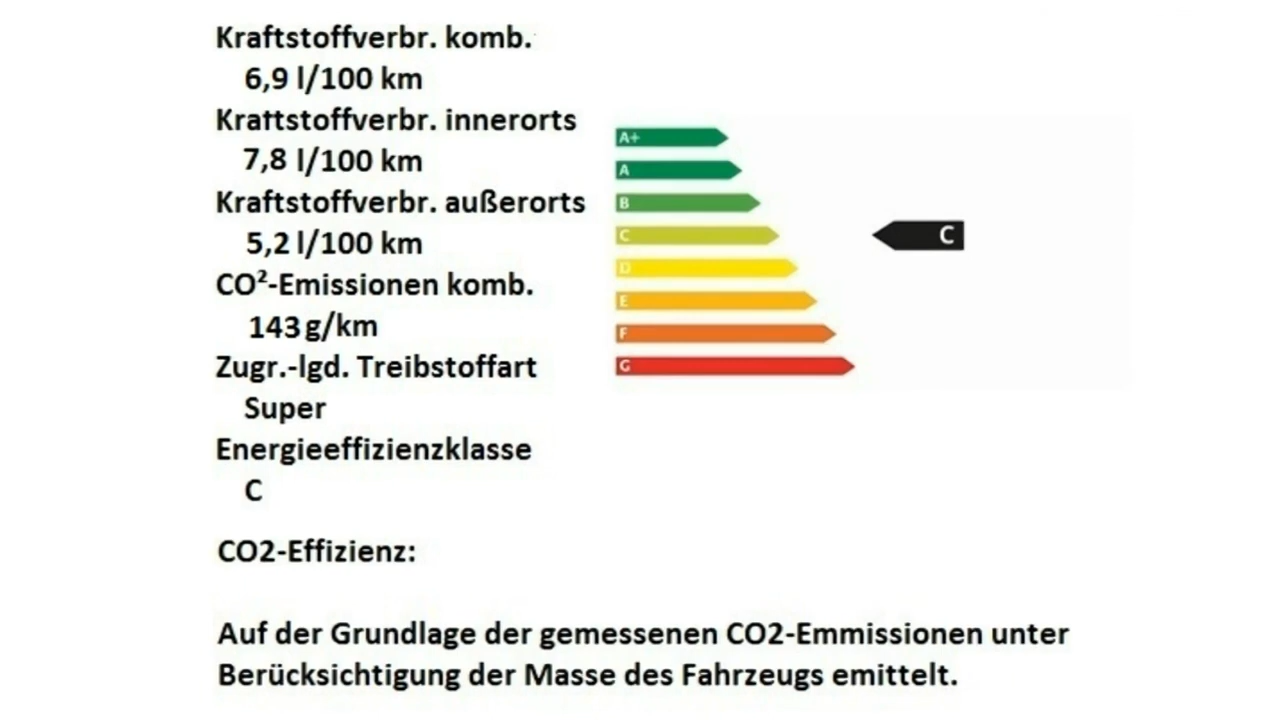 Kraftstoffverbr. komb.
6,9 l/100 km
Krattstoffverbr. innerorts
7,8 l/100 km
Kraftstoffverbr. außerorts
5,2 l/100 km
CO²-Emissionen komb.
143 g/km
Zugr.-lgd. Treibstoffart
Super
Energieeffizienzklasse
C
A+
A
B
C
C
D
E
F
G
CO2-Effizienz:
Auf der Grundlage der gemessenen CO2-Emmissionen unter
Berücksichtigung der Masse des Fahrzeugs emittelt.